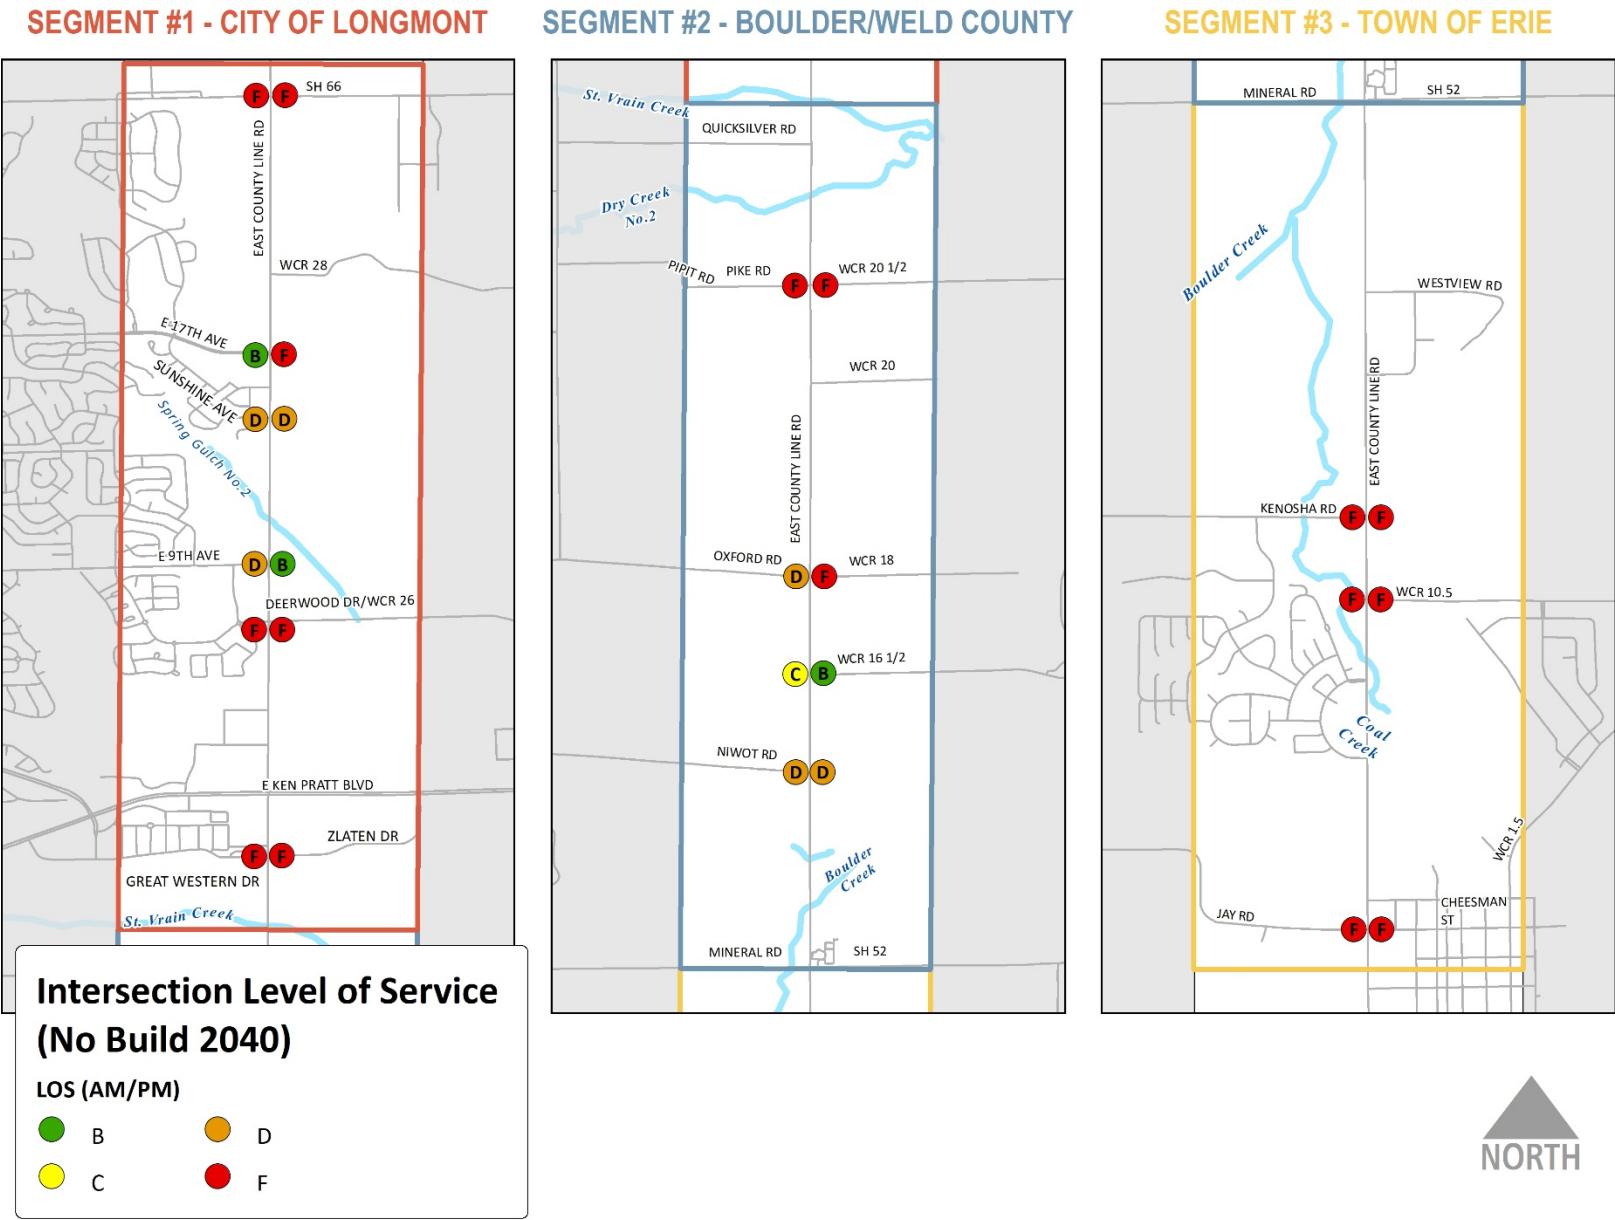 SEGMENT #1 - CITY OF LONGMONT
SH 66
F F
EAST COUNTY LINE RD
WCR 28
E 17TH AVE
B F
SUNSHINE AVE
D D
Spring Gulch No.2
E 9TH AVE
D B
DEERWOOD DR/WCR 26
F F
E KEN PRATT BLVD
ZLATEN DR
F F
GREAT WESTERN DR
St. Vrain Creek
SEGMENT #2 - BOULDER/WELD COUNTY
St. Vrain Creek
QUICKSILVER RD
Dry Creek
No.2
PIPIT RD
PIKE RD
WCR 20 1/2
F F
WCR 20
EAST COUNTY LINE RD
OXFORD RD
WCR 18
D F
WCR 16 1/2
C B
NIWOT RD
D D
Boulder
Creek
MINERAL RD
SH 52
SEGMENT #3 - TOWN OF ERIE
MINERAL RD
SH 52
Boulder Creek
WESTVIEW RD
EAST COUNTY LINE RD
KENOSHA RD
F F
WCR 10.5
F F
Coal
Creek
WCR 1.5
JAY RD
CHEESMAN
ST
F F
Intersection Level of Service
(No Build 2040)
LOS (AM/PM)
B D
C F
NORTH